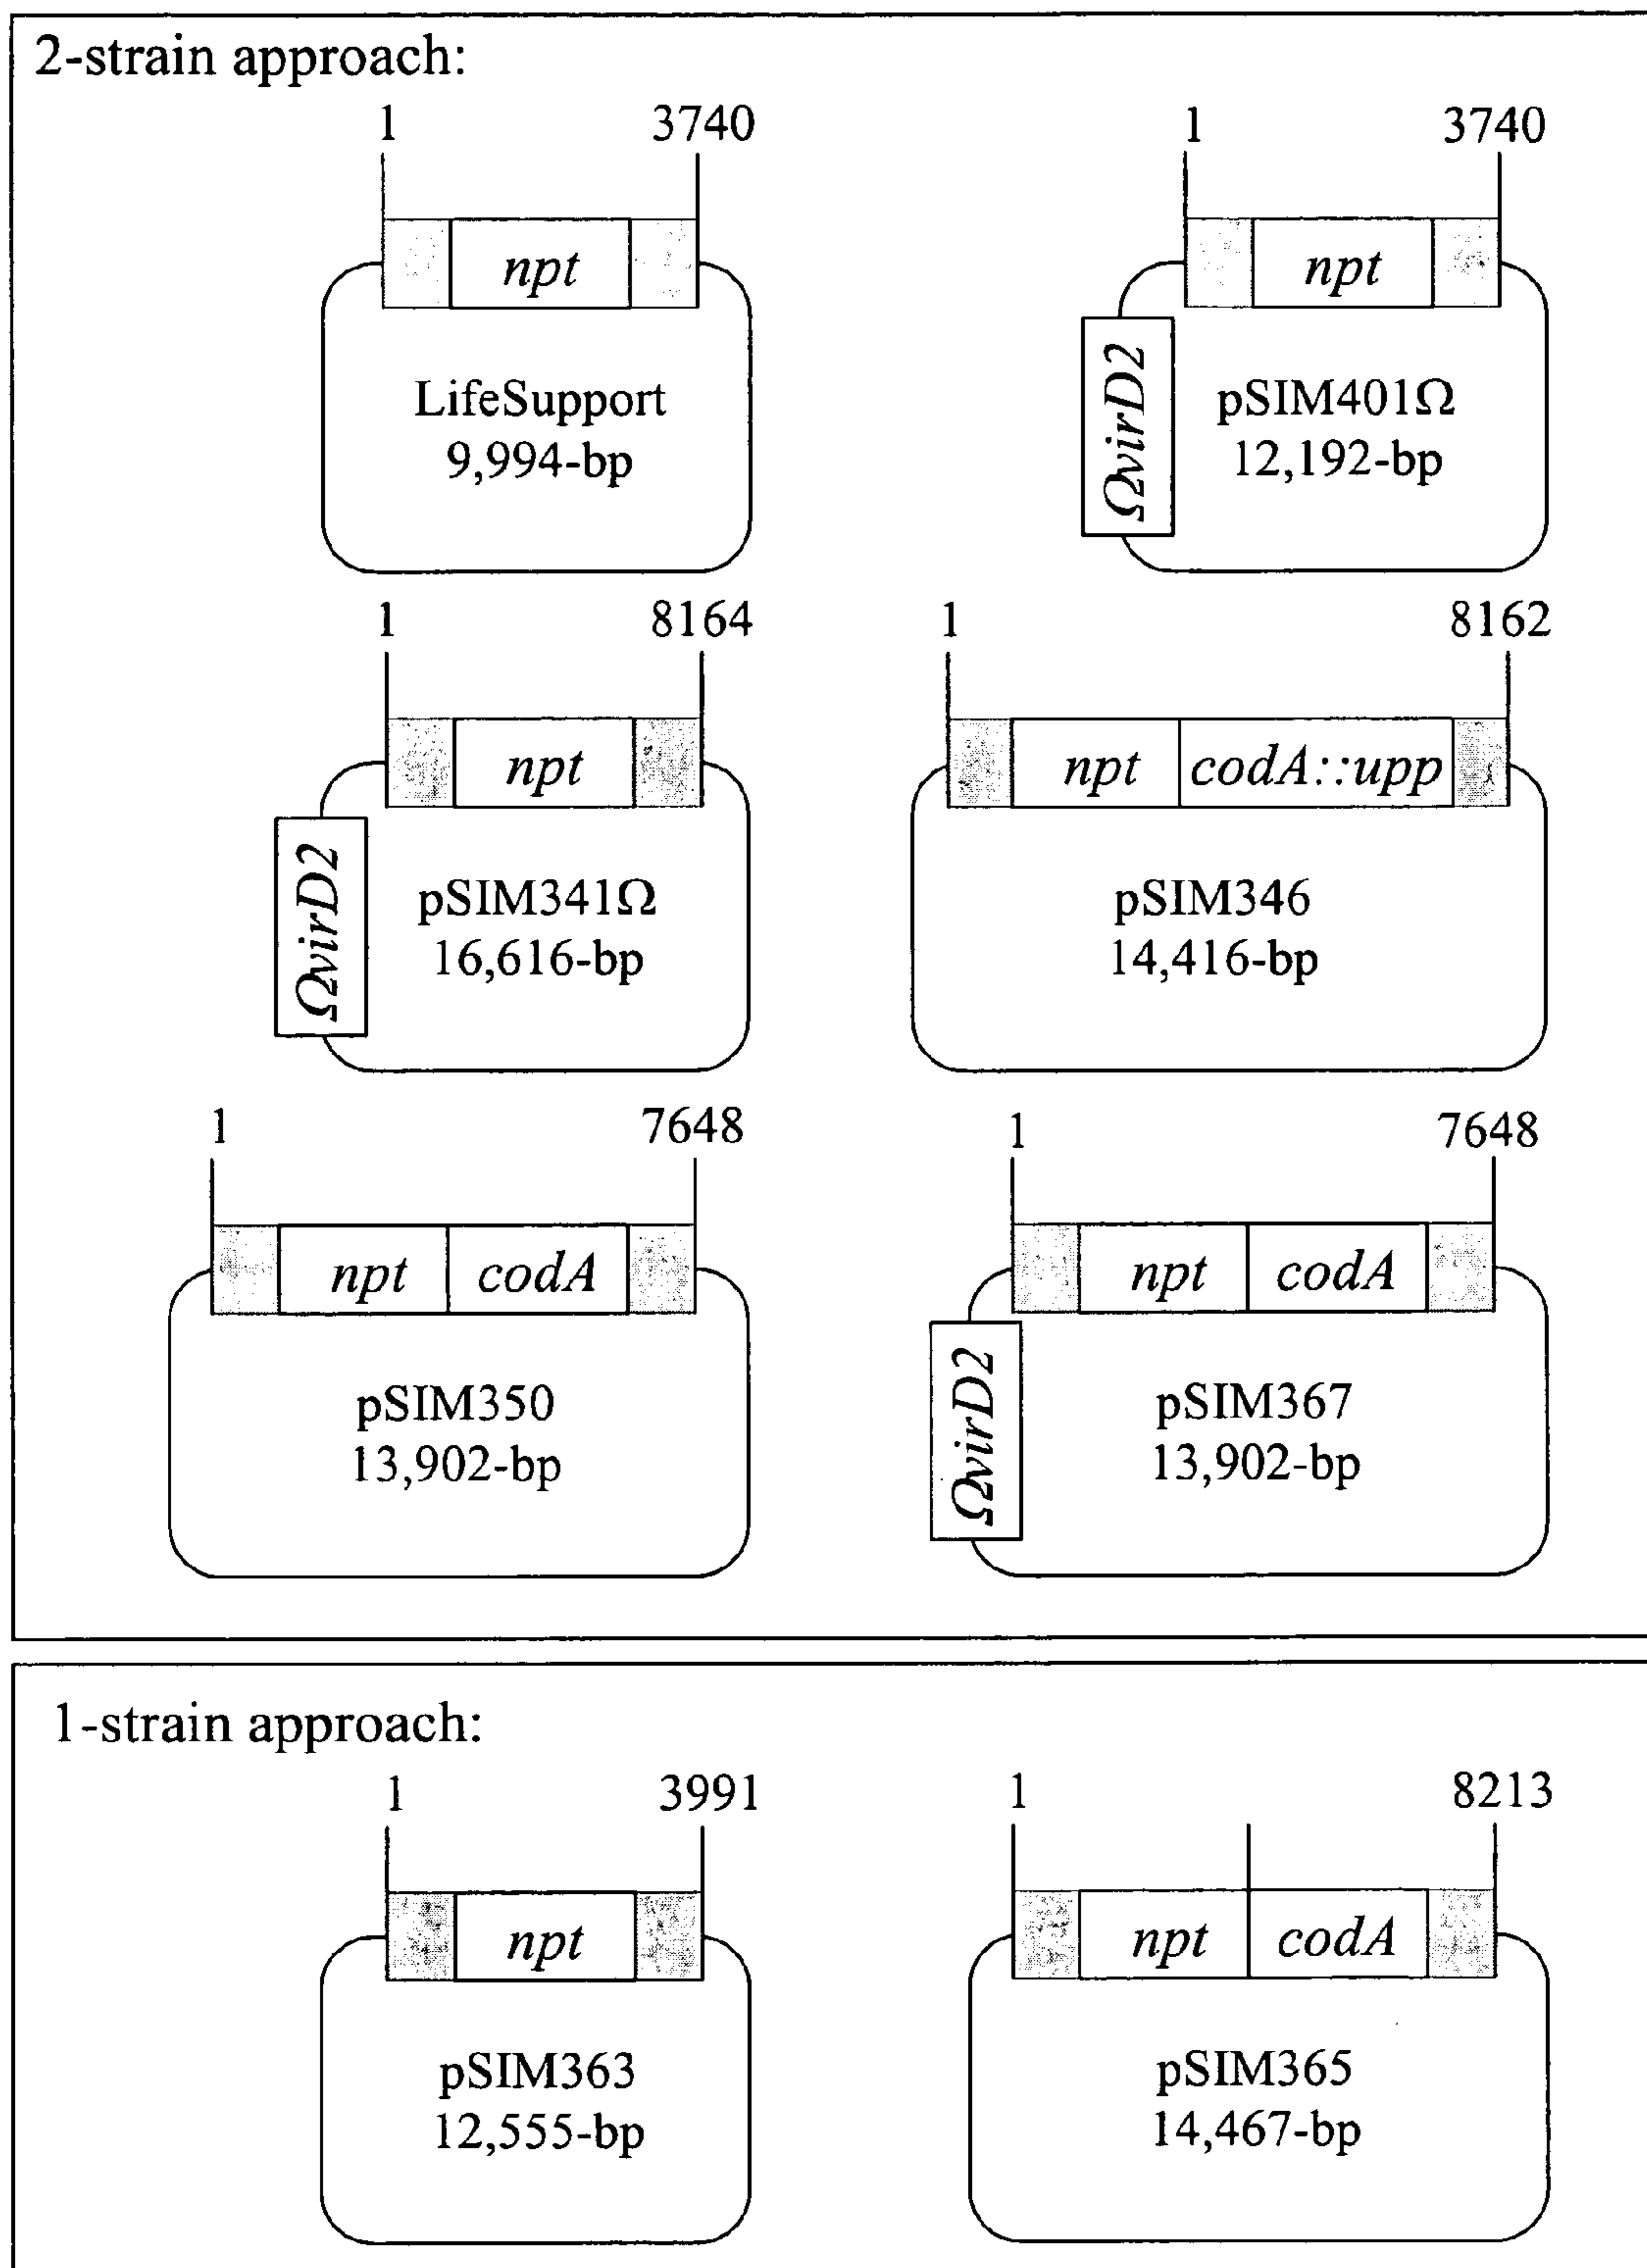 2-strain approach:
1 3740
npt
LifeSupport
9,994-bp
1 3740
npt
ΩvirD2
pSIM401Ω
12,192-bp
1 8164
npt
ΩvirD2
pSIM341Ω
16,616-bp
1 8162
npt codA::upp
pSIM346
14,416-bp
1 7648
npt codA
pSIM350
13,902-bp
1 7648
npt codA
ΩvirD2
pSIM367
13,902-bp
1-strain approach:
1 3991
npt
pSIM363
12,555-bp
1 8213
npt codA
pSIM365
14,467-bp